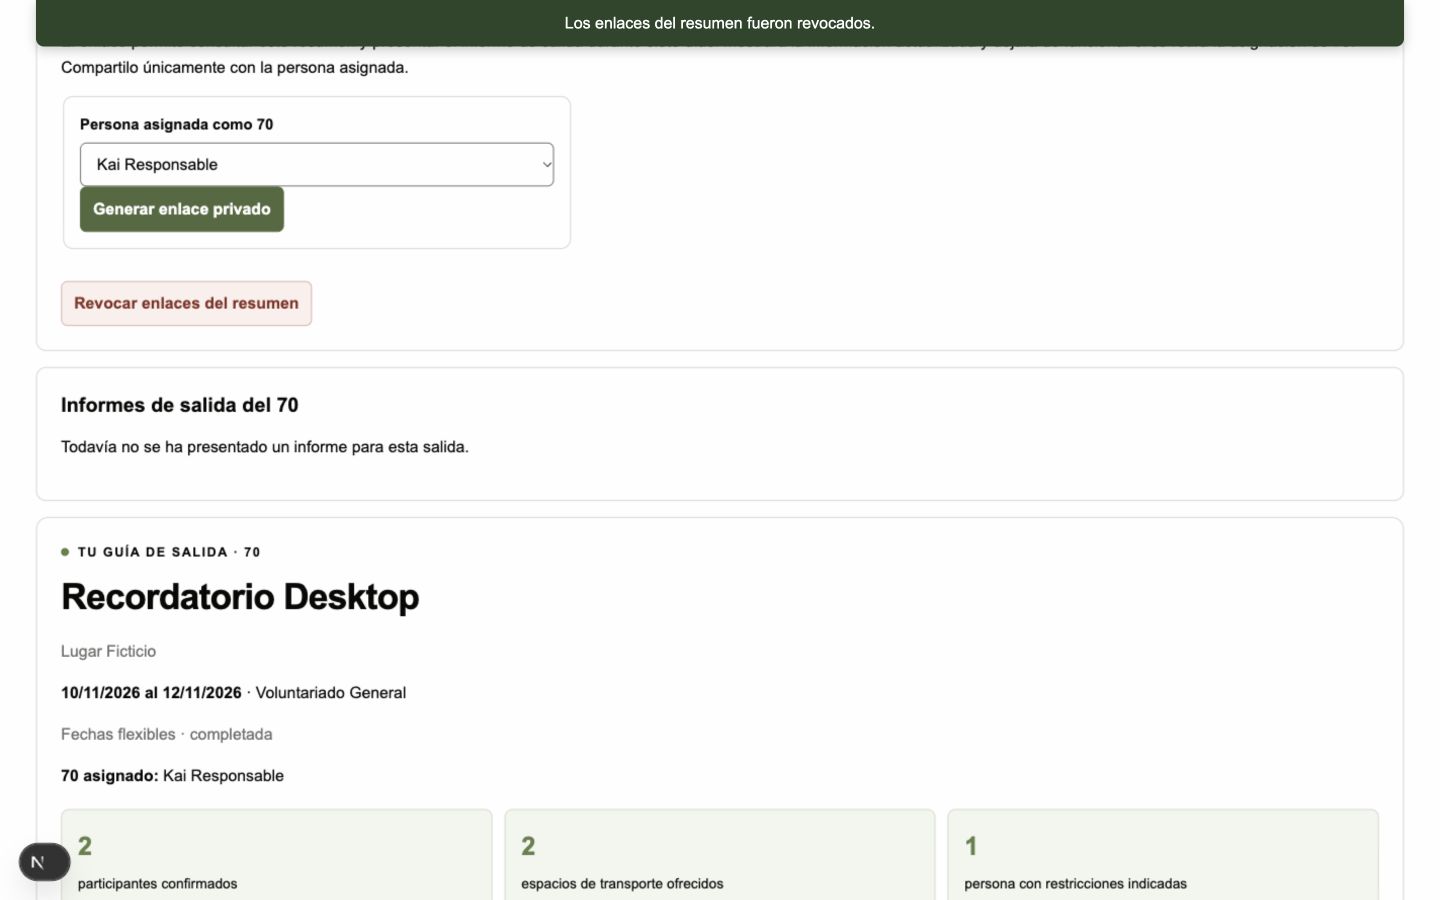 Los enlaces del resumen fueron revocados.
Compartilo únicamente con la persona asignada.
Persona asignada como 70
Kai Responsable
Generar enlace privado
Revocar enlaces del resumen
Informes de salida del 70
Todavía no se ha presentado un informe para esta salida.
TU GUÍA DE SALIDA · 70
Recordatorio Desktop
Lugar Ficticio
10/11/2026 al 12/11/2026 · Voluntariado General
Fechas flexibles · completada
70 asignado: Kai Responsable
2
participantes confirmados
2
espacios de transporte ofrecidos
1
persona con restricciones indicadas
N